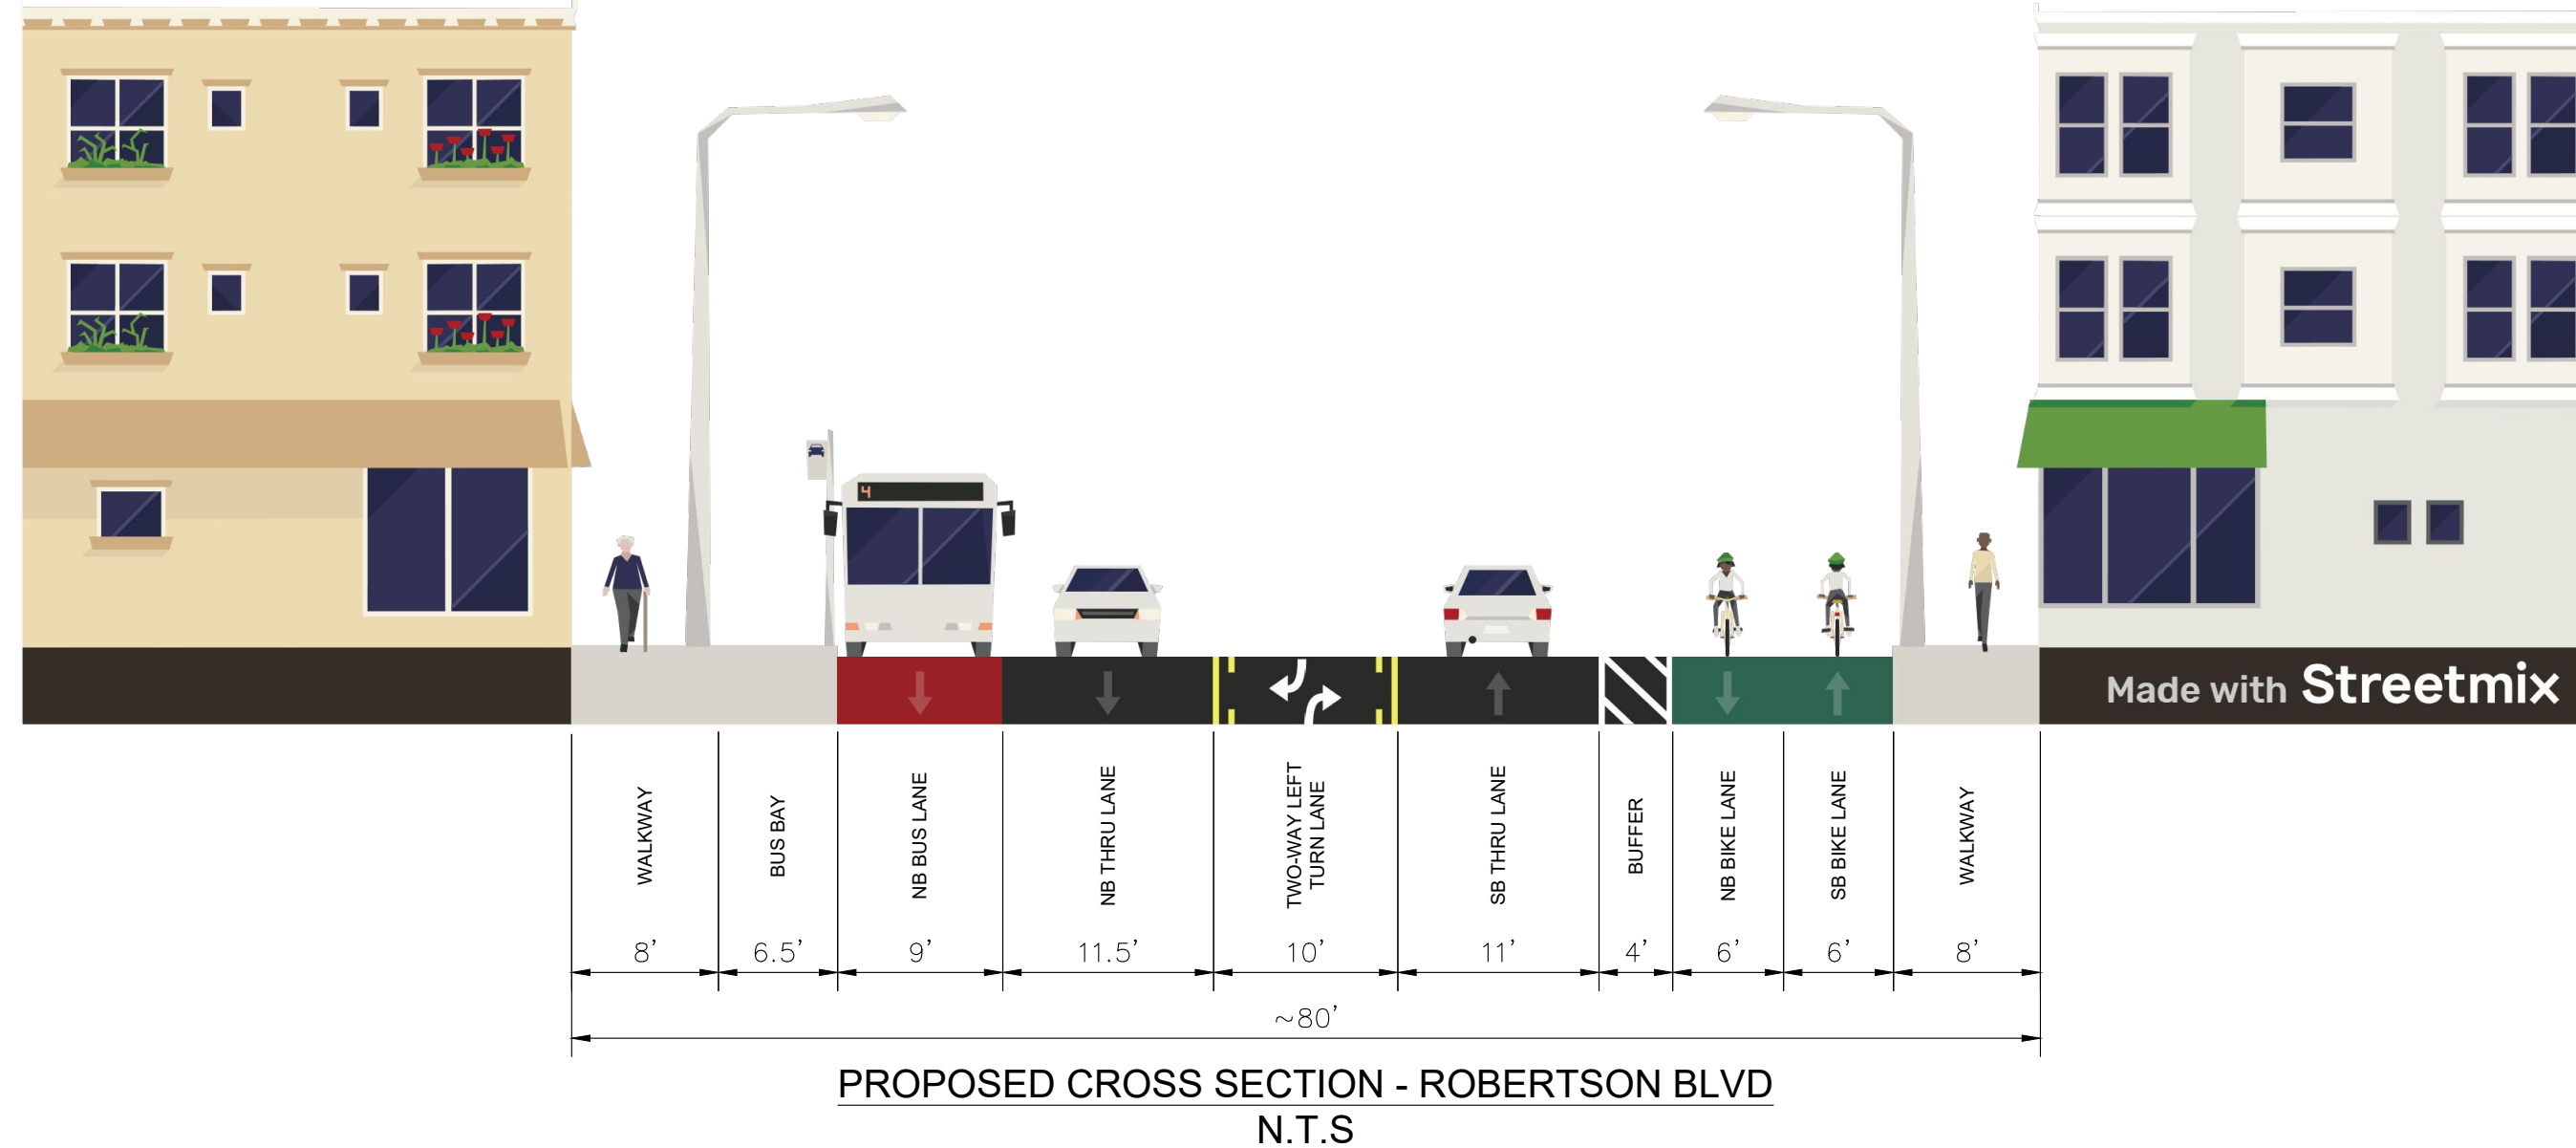 4
Made with Streetmix
WALKWAY
BUS BAY
NB BUS LANE
NB THRU LANE
TWO-WAY LEFT
TURN LANE
SB THRU LANE
BUFFER
NB BIKE LANE
SB BIKE LANE
WALKWAY
8’ 6.5’ 9’ 11.5’ 10’ 11’ 4’ 6’ 6’ 8’
~80’
PROPOSED CROSS SECTION - ROBERTSON BLVD
N.T.S